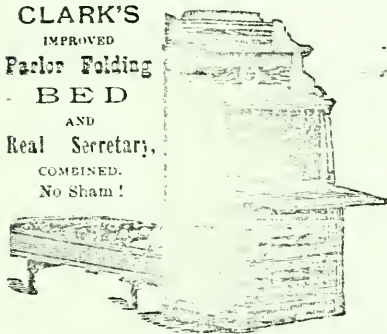 CLARK'S
IMPROVED
Parlor Folding
BED
AND
Real Secretary,
COMBINED.
No Sham!